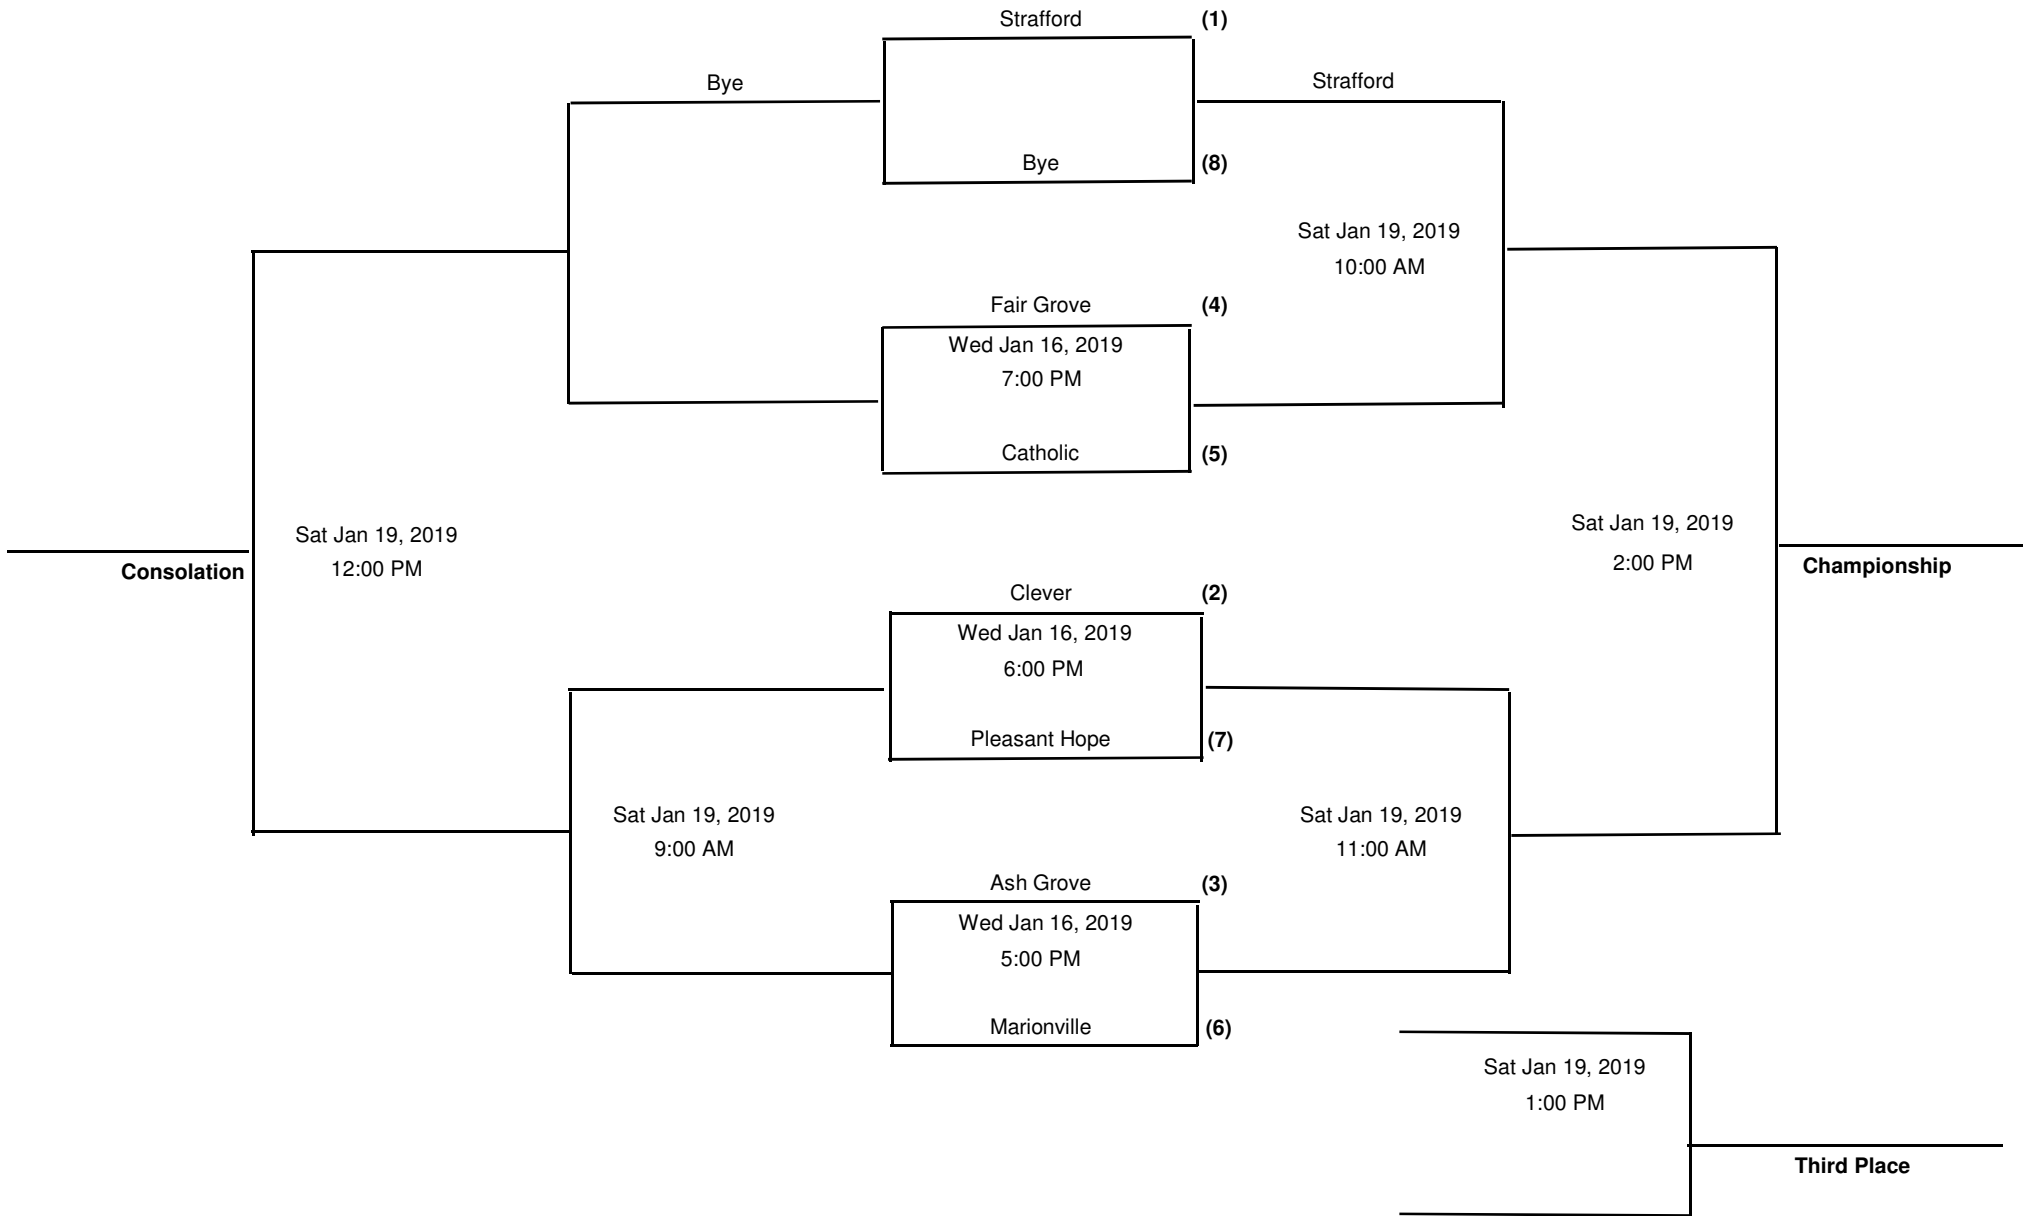 Strafford (1)
Bye
Strafford
Bye (8)
Sat Jan 19, 2019
10:00 AM
Fair Grove (4)
Wed Jan 16, 2019
7:00 PM
Catholic (5)
Sat Jan 19, 2019
12:00 PM
Consolation
Sat Jan 19, 2019
2:00 PM
Championship
Clever (2)
Wed Jan 16, 2019
6:00 PM
Pleasant Hope (7)
Sat Jan 19, 2019
9:00 AM
Sat Jan 19, 2019
11:00 AM
Ash Grove (3)
Wed Jan 16, 2019
5:00 PM
Marionville (6)
Sat Jan 19, 2019
1:00 PM
Third Place